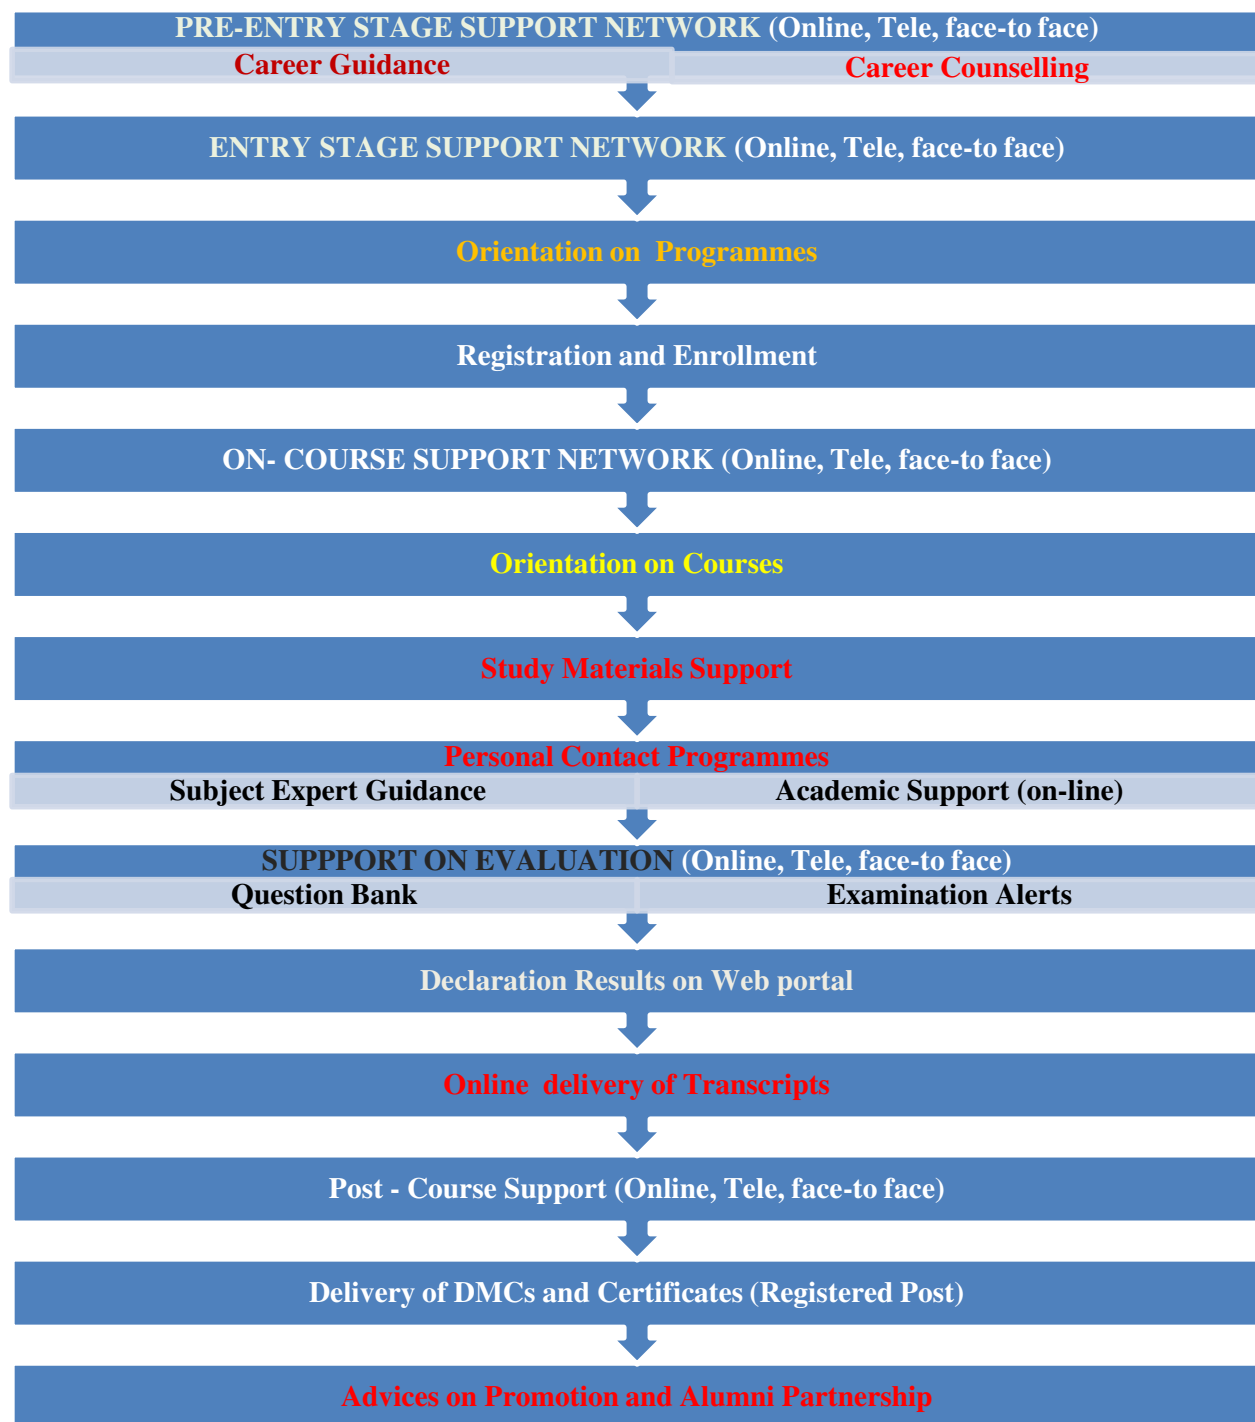 PRE-ENTRY STAGE SUPPORT NETWORK (Online, Tele, face-to face)
Career Guidance
Career Counselling
ENTRY STAGE SUPPORT NETWORK (Online, Tele, face-to face)
Orientation on Programmes
Registration and Enrollment
ON- COURSE SUPPORT NETWORK (Online, Tele, face-to face)
Orientation on Courses
Study Materials Support
Personal Contact Programmes
Subject Expert Guidance
Academic Support (on-line)
SUPPPORT ON EVALUATION (Online, Tele, face-to face)
Question Bank
Examination Alerts
Declaration Results on Web portal
Online delivery of Transcripts
Post - Course Support (Online, Tele, face-to face)
Delivery of DMCs and Certificates (Registered Post)
Advices on Promotion and Alumni Partnership